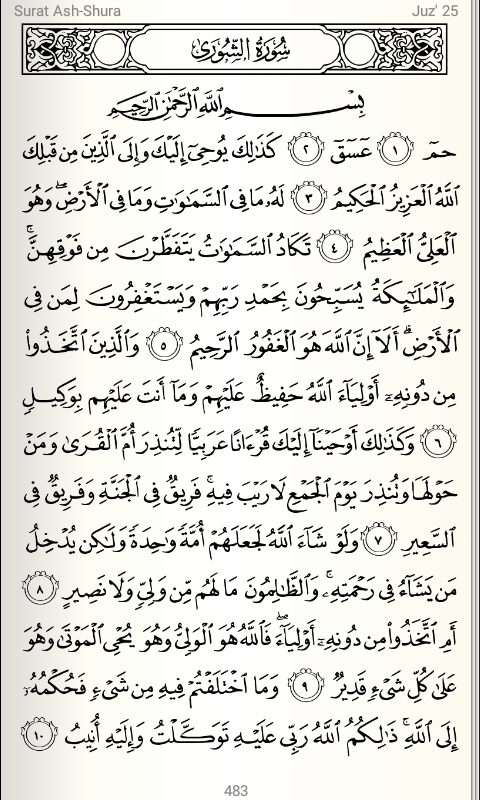 Surat Ash-Shura Juz' 25
سُورَةُ الشُّورَىٰ
بِسْمِ اللَّهِ الرَّحْمَٰنِ الرَّحِيمِ
حمٓ ١ عٓسٓقٓ ٢ كَذَٰلِكَ يُوحِىٓ إِلَيْكَ وَإِلَى ٱلَّذِينَ مِن قَبْلِكَ
ٱللَّهُ ٱلْعَزِيزُ ٱلْحَكِيمُ ٣ لَهُۥ مَا فِى ٱلسَّمَٰوَٰتِ وَمَا فِى ٱلْأَرْضِ ۖ وَهُوَ
ٱلْعَلِىُّ ٱلْعَظِيمُ ٤ تَكَادُ ٱلسَّمَٰوَٰتُ يَتَفَطَّرْنَ مِن فَوْقِهِنَّ ۚ
وَٱلْمَلَٰٓئِكَةُ يُسَبِّحُونَ بِحَمْدِ رَبِّهِمْ وَيَسْتَغْفِرُونَ لِمَن فِى
ٱلْأَرْضِ ۗ أَلَآ إِنَّ ٱللَّهَ هُوَ ٱلْغَفُورُ ٱلرَّحِيمُ ٥ وَٱلَّذِينَ ٱتَّخَذُوا۟
مِن دُونِهِۦٓ أَوْلِيَآءَ ٱللَّهُ حَفِيظٌ عَلَيْهِمْ وَمَآ أَنتَ عَلَيْهِم بِوَكِيلٍ
٦ وَكَذَٰلِكَ أَوْحَيْنَآ إِلَيْكَ قُرْءَانًا عَرَبِيًّا لِّتُنذِرَ أُمَّ ٱلْقُرَىٰ وَمَنْ
حَوْلَهَا وَتُنذِرَ يَوْمَ ٱلْجَمْعِ لَا رَيْبَ فِيهِ ۚ فَرِيقٌ فِى ٱلْجَنَّةِ وَفَرِيقٌ فِى
ٱلسَّعِيرِ ٧ وَلَوْ شَآءَ ٱللَّهُ لَجَعَلَهُمْ أُمَّةً وَٰحِدَةً وَلَٰكِن يُدْخِلُ
مَن يَشَآءُ فِى رَحْمَتِهِۦ ۚ وَٱلظَّٰلِمُونَ مَا لَهُم مِّن وَلِىٍّ وَلَا نَصِيرٍ ٨
أَمِ ٱتَّخَذُوا۟ مِن دُونِهِۦٓ أَوْلِيَآءَ ۖ فَٱللَّهُ هُوَ ٱلْوَلِىُّ وَهُوَ يُحْىِ ٱلْمَوْتَىٰ وَهُوَ
عَلَىٰ كُلِّ شَىْءٍ قَدِيرٌ ٩ وَمَا ٱخْتَلَفْتُمْ فِيهِ مِن شَىْءٍ فَحُكْمُهُۥٓ
إِلَى ٱللَّهِ ۚ ذَٰلِكُمُ ٱللَّهُ رَبِّى عَلَيْهِ تَوَكَّلْتُ وَإِلَيْهِ أُنِيبُ ١٠
483